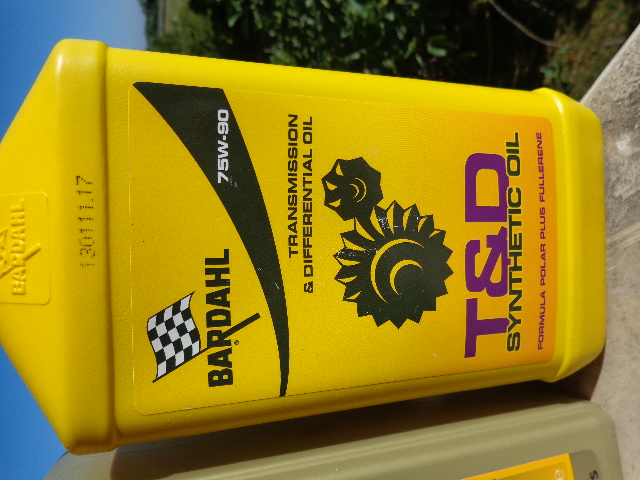 BARDAHL
130111.17
75W-90
BARDAHL
TRANSMISSION
& DIFFERENTIAL OIL
T&D
SYNTHETIC OIL
FORMULA POLAR PLUS FULLERENE